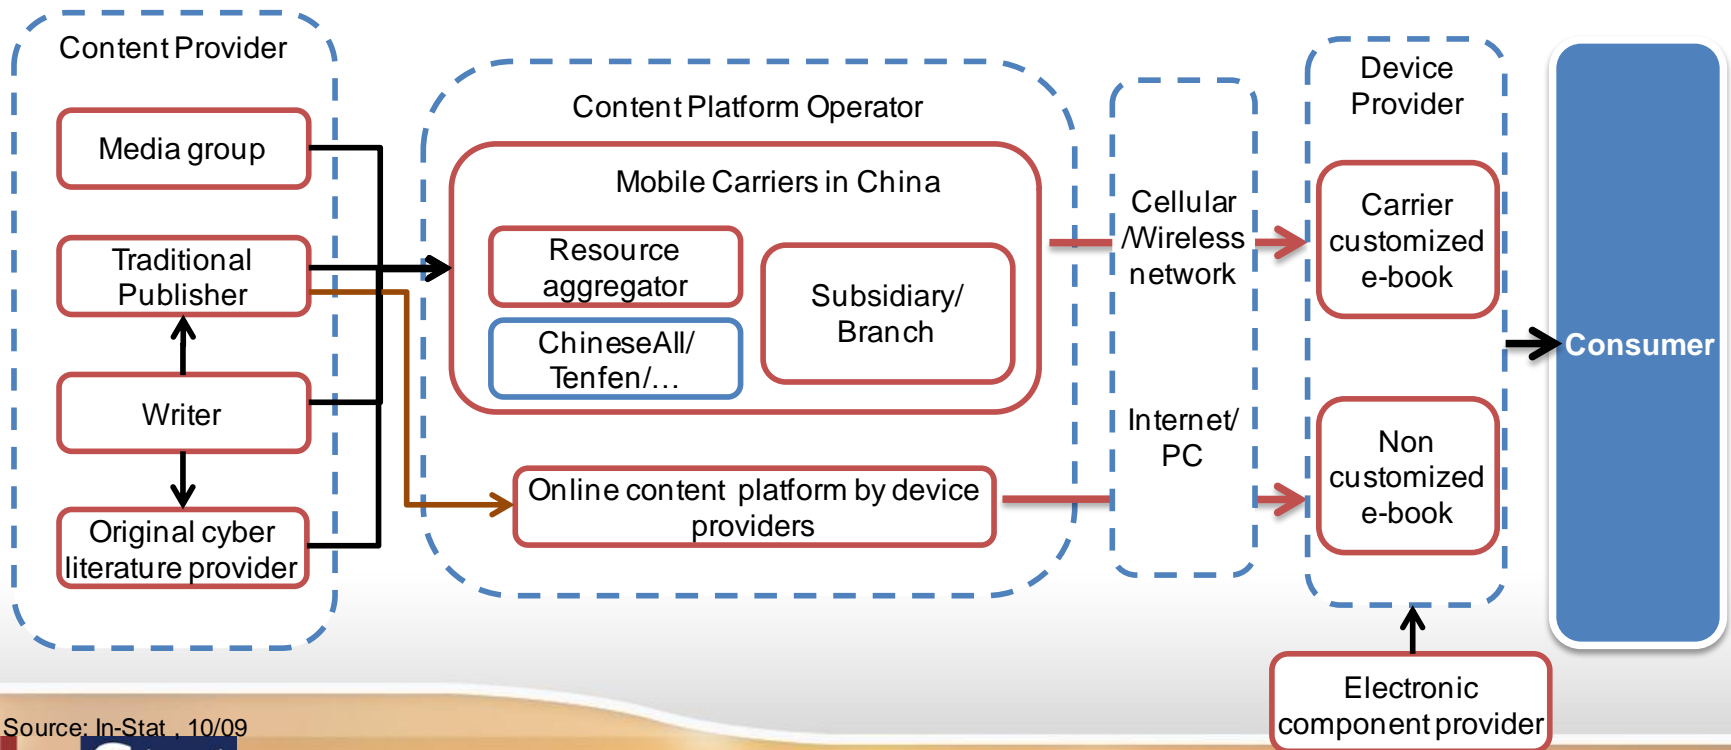 Content Provider
Media group
Traditional
Publisher
Writer
Original cyber
literature provider
Content Platform Operator
Mobile Carriers in China
Resource
aggregator
ChineseAll/
Tenfen/…
Subsidiary/
Branch
Online content platform by device
providers
Cellular
/Wireless
network
Internet/
PC
Device
Provider
Carrier
customized
e-book
Non
customized
e-book
Electronic
component provider
Consumer
Source: In-Stat , 10/09